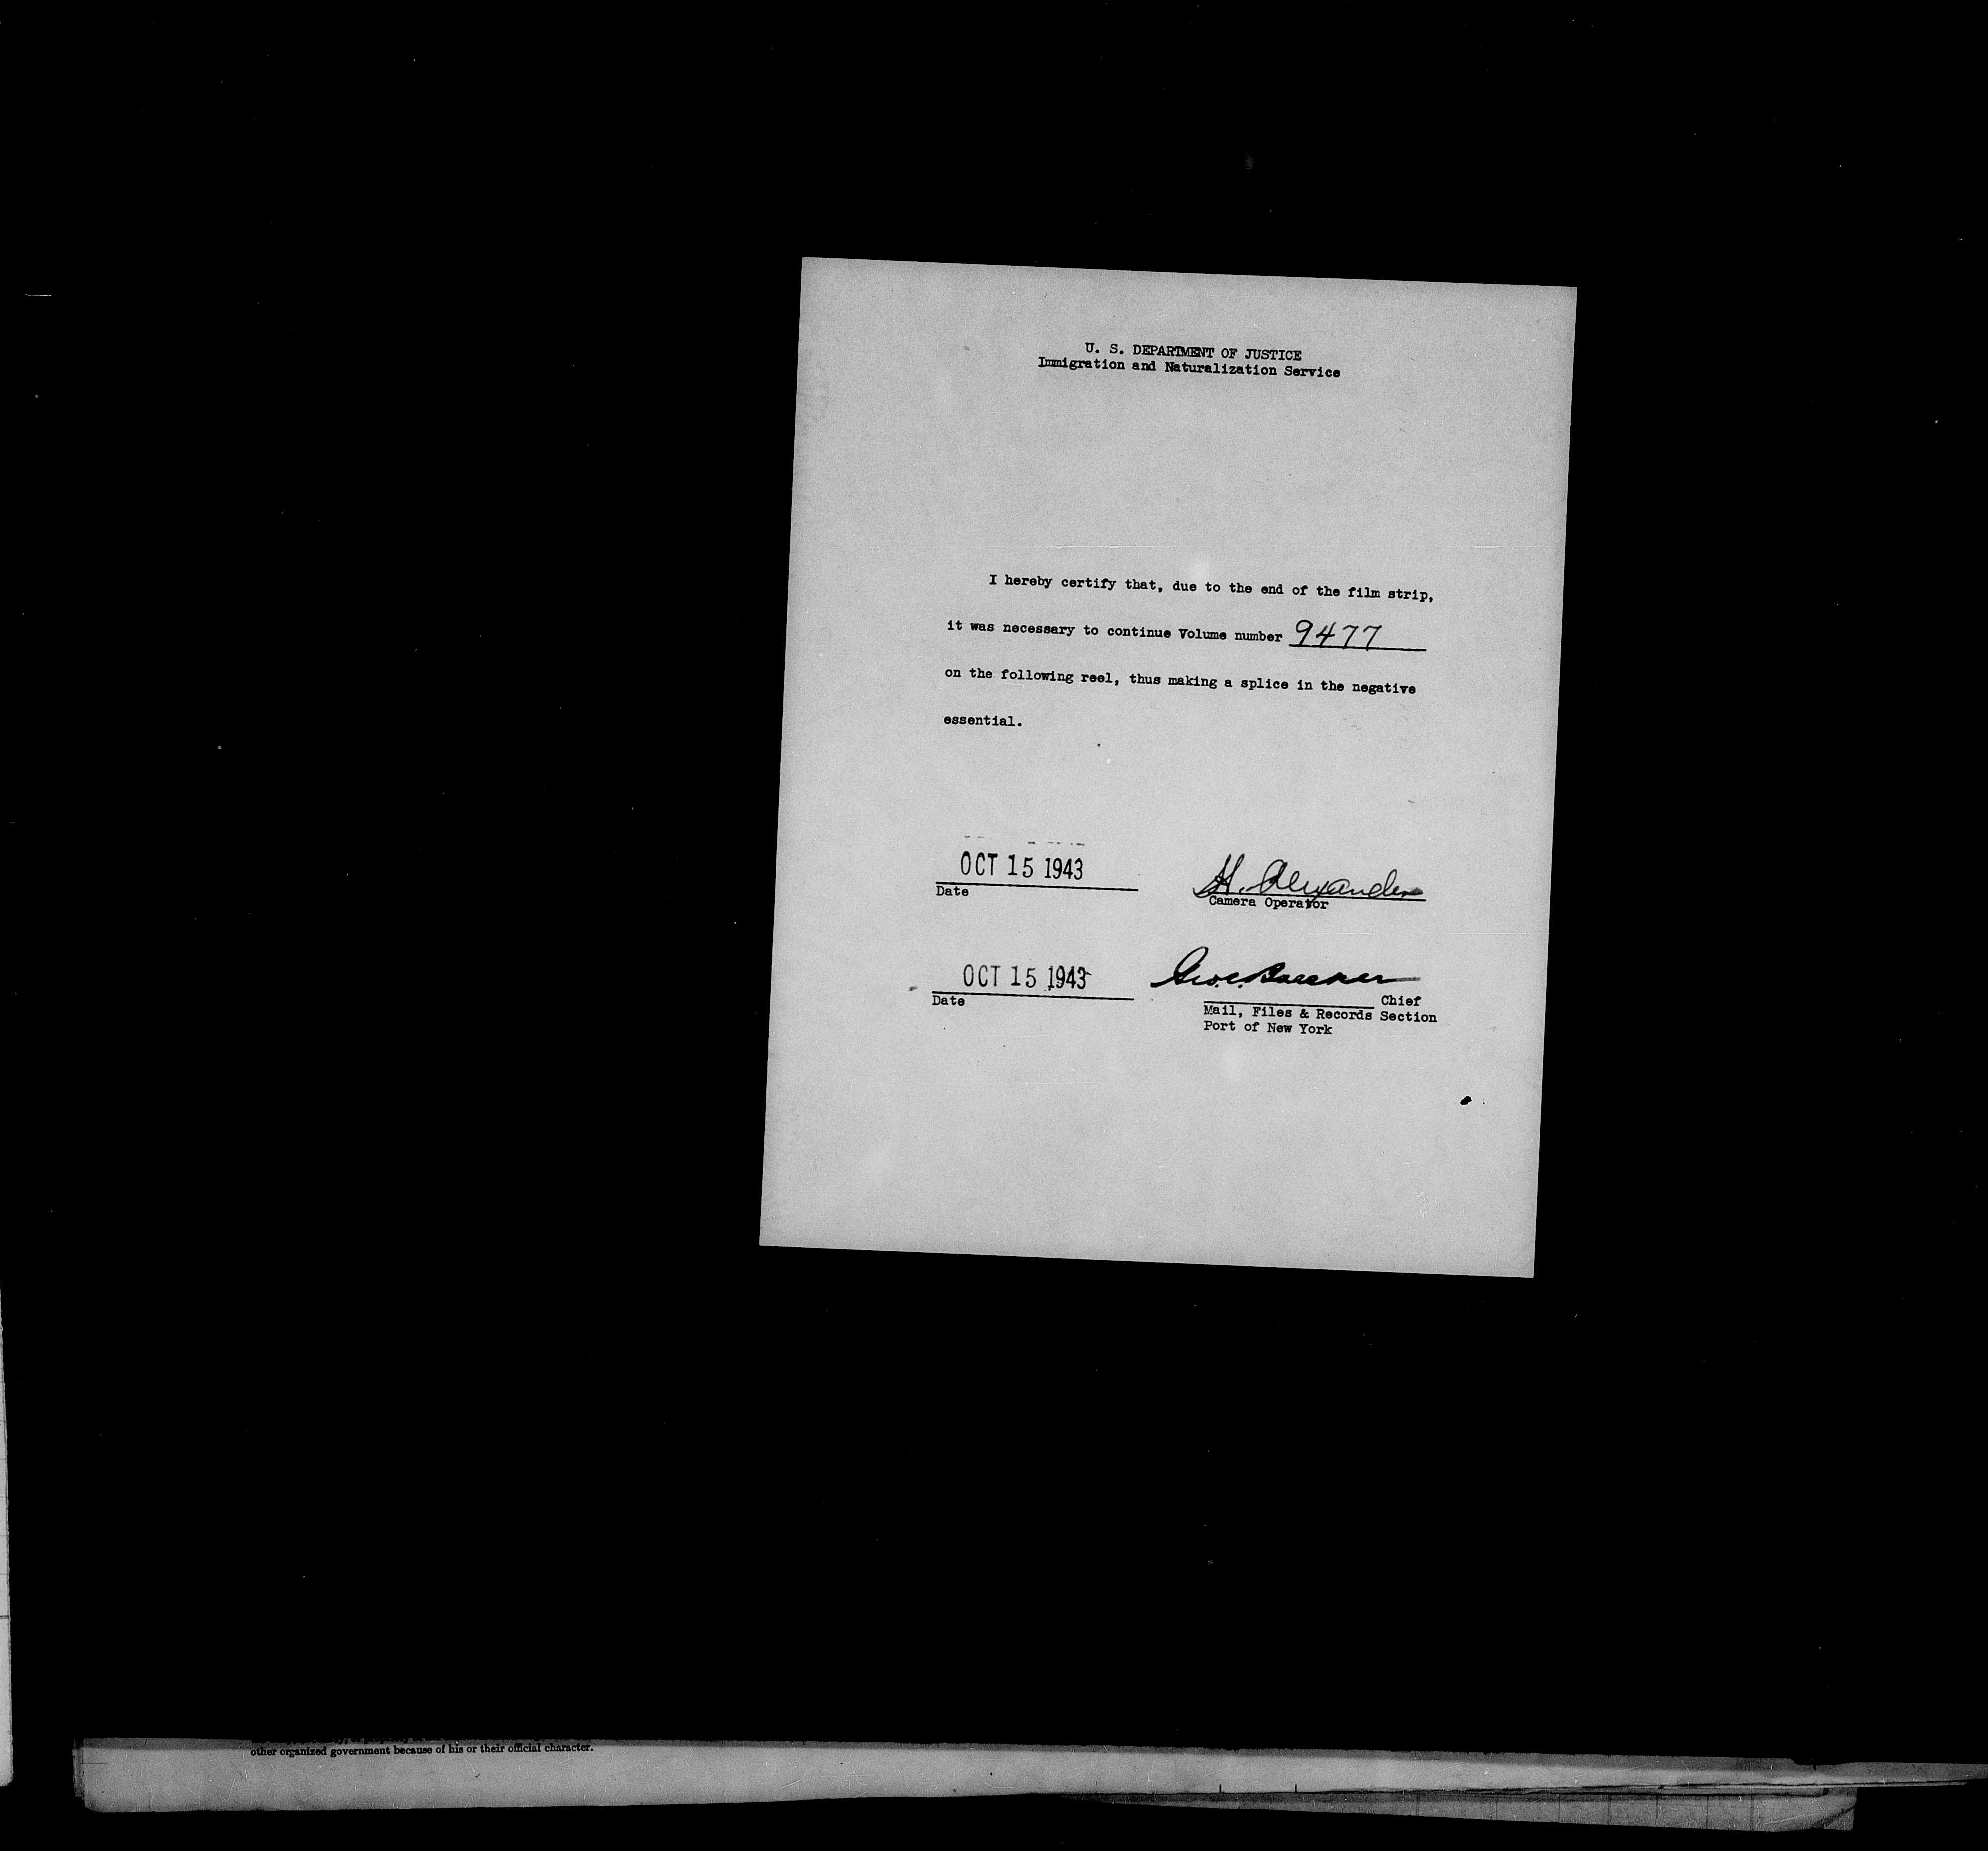 U. S. DEPARTMENT OF JUSTICE
Immigration and Naturalization Service
I hereby certify that, due to the end of the film strip,
it was necessary to continue Volume number 9477
on the following reel, thus making a splice in the negative
essential.
OCT 15 1943
Date
H. Alexander
Camera Operator
OCT 15 1943
Date
Geo. C.
Chief
Mail, Files & Records Section
Port of New York
other organized government because of his or their official character.